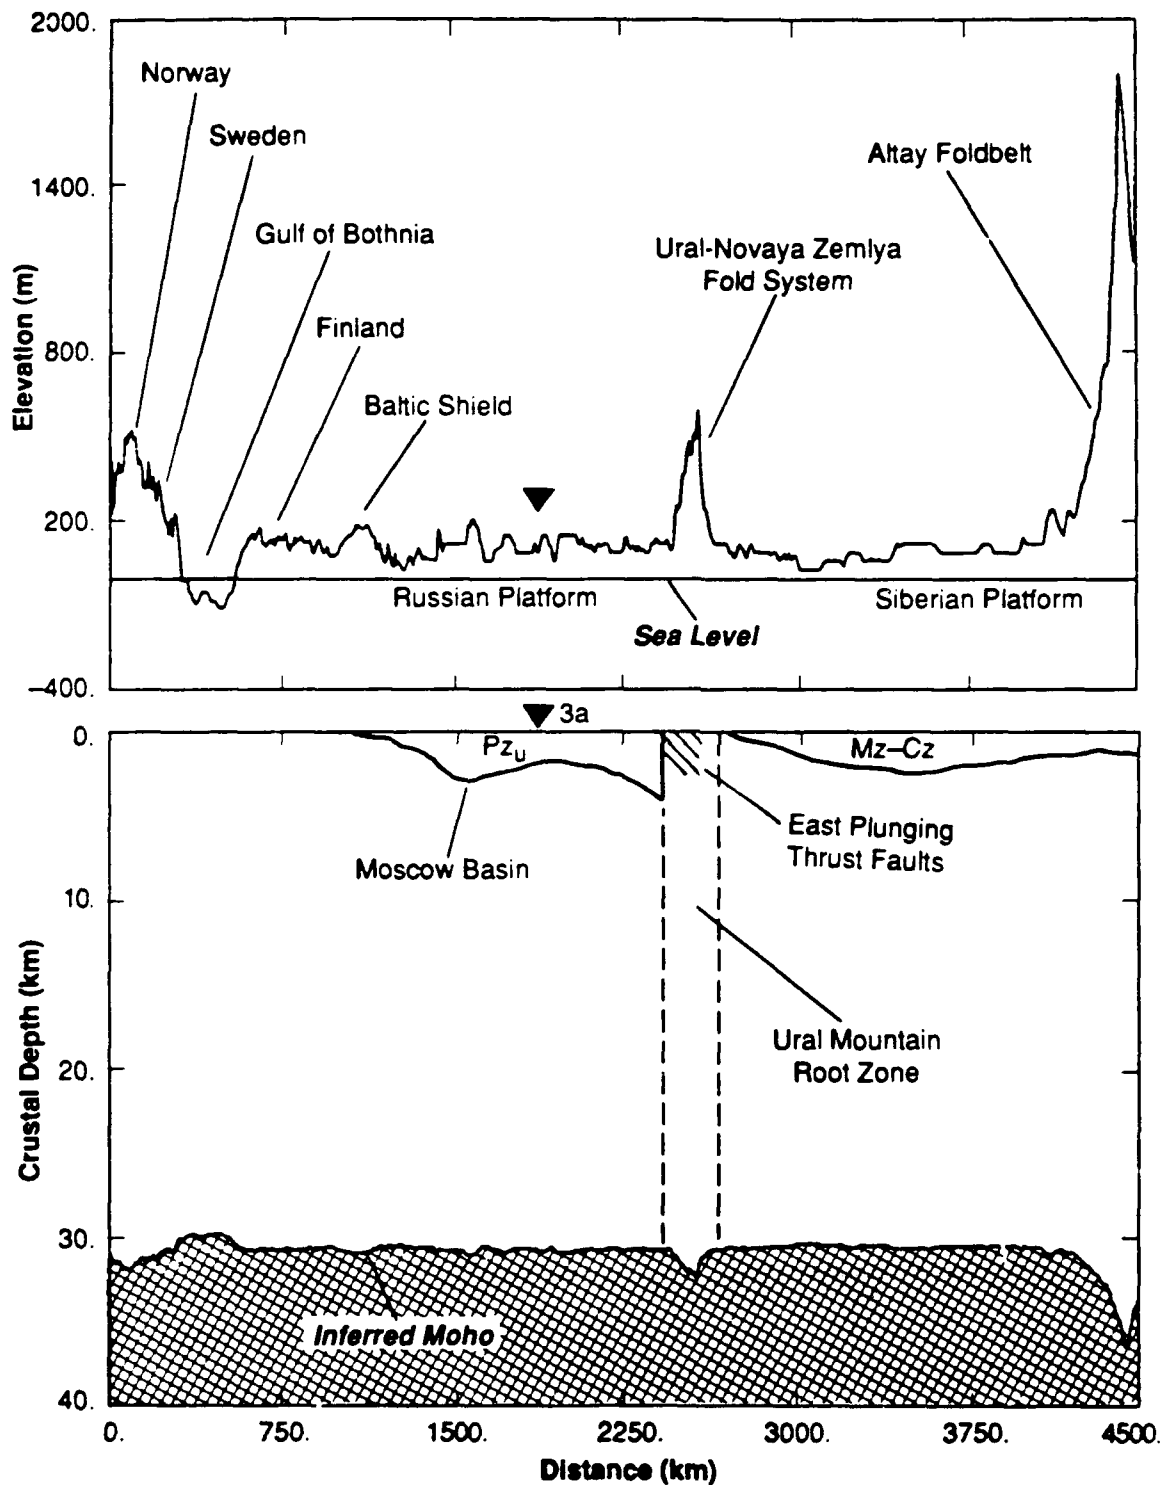 2000.
Norway
Sweden
Altay Foldbelt
1400.
Gulf of Bothnia
Ural-Novaya Zemlya
Fold System
Finland
800.
Baltic Shield
Elevation (m)
200.
Russian Platform
Siberian Platform
Sea Level
-400.
3a
0.
Pzu
Mz-Cz
East Plunging
Thrust Faults
Moscow Basin
10.
Crustal Depth (km)
Ural Mountain
Root Zone
20.
30.
Inferred Moho
40.
0.
750.
1500.
2250.
3000.
3750.
4500.
Distance (km)